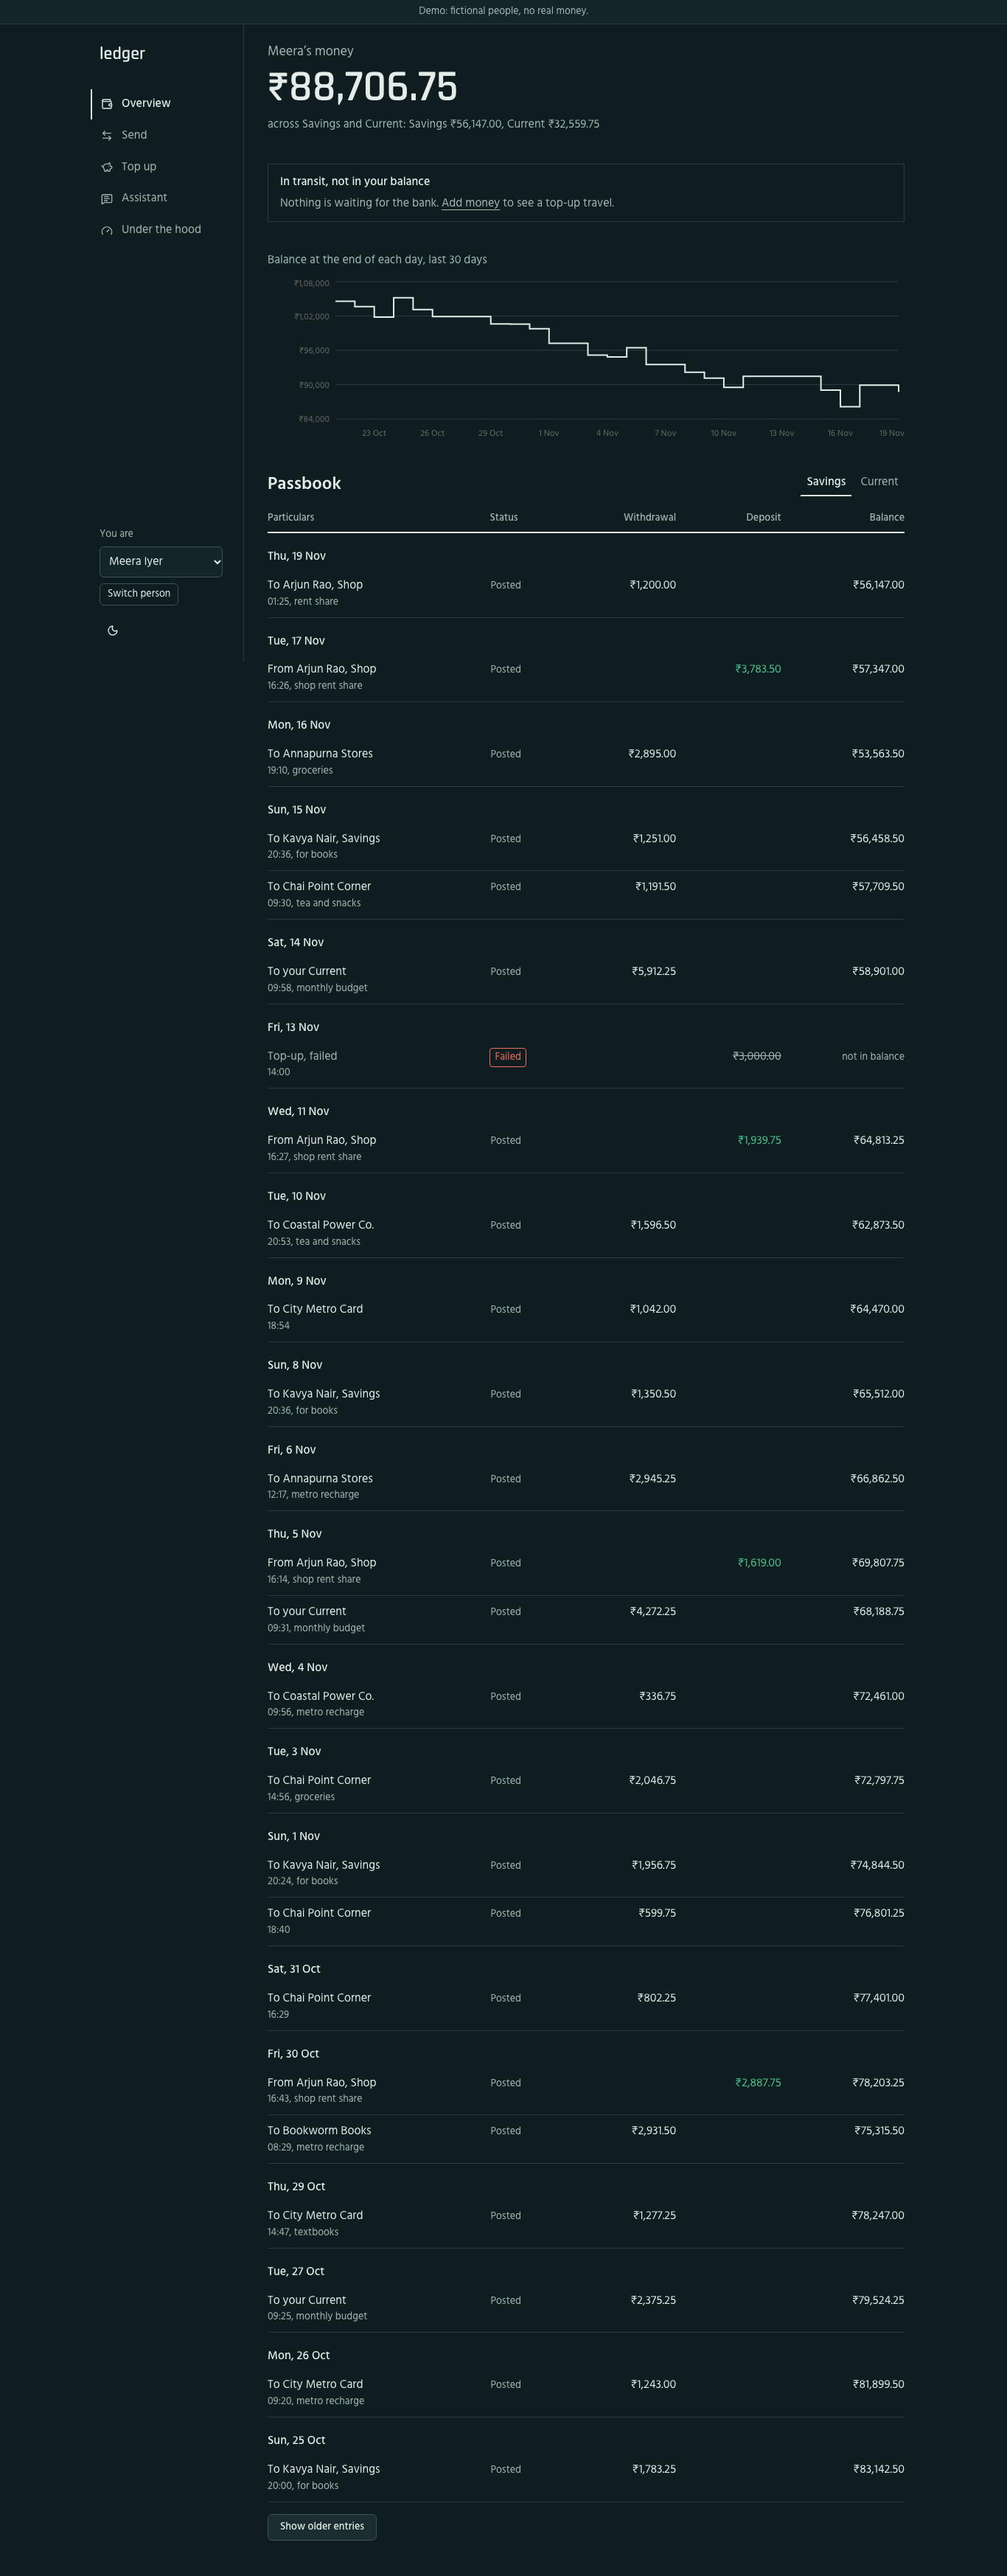 Demo: fictional people, no real money.
ledger
Overview
Send
Top up
Assistant
Under the hood
You are
Meera Iyer
Switch person
Meera's money
₹88,706.75
across Savings and Current: Savings ₹56,147.00, Current ₹32,559.75
In transit, not in your balance
Nothing is waiting for the bank. Add money to see a top-up travel.
Balance at the end of each day, last 30 days
₹1,08,000
₹1,02,000
₹96,000
₹90,000
₹84,000
23 Oct 26 Oct 29 Oct 1 Nov 4 Nov 7 Nov 10 Nov 13 Nov 16 Nov 19 Nov
Passbook Savings Current
Particulars Status Withdrawal Deposit Balance
Thu, 19 Nov
To Arjun Rao, Shop Posted ₹1,200.00 ₹56,147.00
01:25, rent share
Tue, 17 Nov
From Arjun Rao, Shop Posted ₹3,783.50 ₹57,347.00
16:26, shop rent share
Mon, 16 Nov
To Annapurna Stores Posted ₹2,895.00 ₹53,563.50
19:10, groceries
Sun, 15 Nov
To Kavya Nair, Savings Posted ₹1,251.00 ₹56,458.50
20:36, for books
To Chai Point Corner Posted ₹1,191.50 ₹57,709.50
09:30, tea and snacks
Sat, 14 Nov
To your Current Posted ₹5,912.25 ₹58,901.00
09:58, monthly budget
Fri, 13 Nov
Top-up, failed Failed ₹3,000.00 not in balance
14:00
Wed, 11 Nov
From Arjun Rao, Shop Posted ₹1,939.75 ₹64,813.25
16:27, shop rent share
Tue, 10 Nov
To Coastal Power Co. Posted ₹1,596.50 ₹62,873.50
20:53, tea and snacks
Mon, 9 Nov
To City Metro Card Posted ₹1,042.00 ₹64,470.00
18:54
Sun, 8 Nov
To Kavya Nair, Savings Posted ₹1,350.50 ₹65,512.00
20:36, for books
Fri, 6 Nov
To Annapurna Stores Posted ₹2,945.25 ₹66,862.50
12:17, metro recharge
Thu, 5 Nov
From Arjun Rao, Shop Posted ₹1,619.00 ₹69,807.75
16:14, shop rent share
To your Current Posted ₹4,272.25 ₹68,188.75
09:31, monthly budget
Wed, 4 Nov
To Coastal Power Co. Posted ₹336.75 ₹72,461.00
09:56, metro recharge
Tue, 3 Nov
To Chai Point Corner Posted ₹2,046.75 ₹72,797.75
14:56, groceries
Sun, 1 Nov
To Kavya Nair, Savings Posted ₹1,956.75 ₹74,844.50
20:24, for books
To Chai Point Corner Posted ₹599.75 ₹76,801.25
18:40
Sat, 31 Oct
To Chai Point Corner Posted ₹802.25 ₹77,401.00
16:29
Fri, 30 Oct
From Arjun Rao, Shop Posted ₹2,887.75 ₹78,203.25
16:43, shop rent share
To Bookworm Books Posted ₹2,931.50 ₹75,315.50
08:29, metro recharge
Thu, 29 Oct
To City Metro Card Posted ₹1,277.25 ₹78,247.00
14:47, textbooks
Tue, 27 Oct
To your Current Posted ₹2,375.25 ₹79,524.25
09:25, monthly budget
Mon, 26 Oct
To City Metro Card Posted ₹1,243.00 ₹81,899.50
09:20, metro recharge
Sun, 25 Oct
To Kavya Nair, Savings Posted ₹1,783.25 ₹83,142.50
20:00, for books
Show older entries